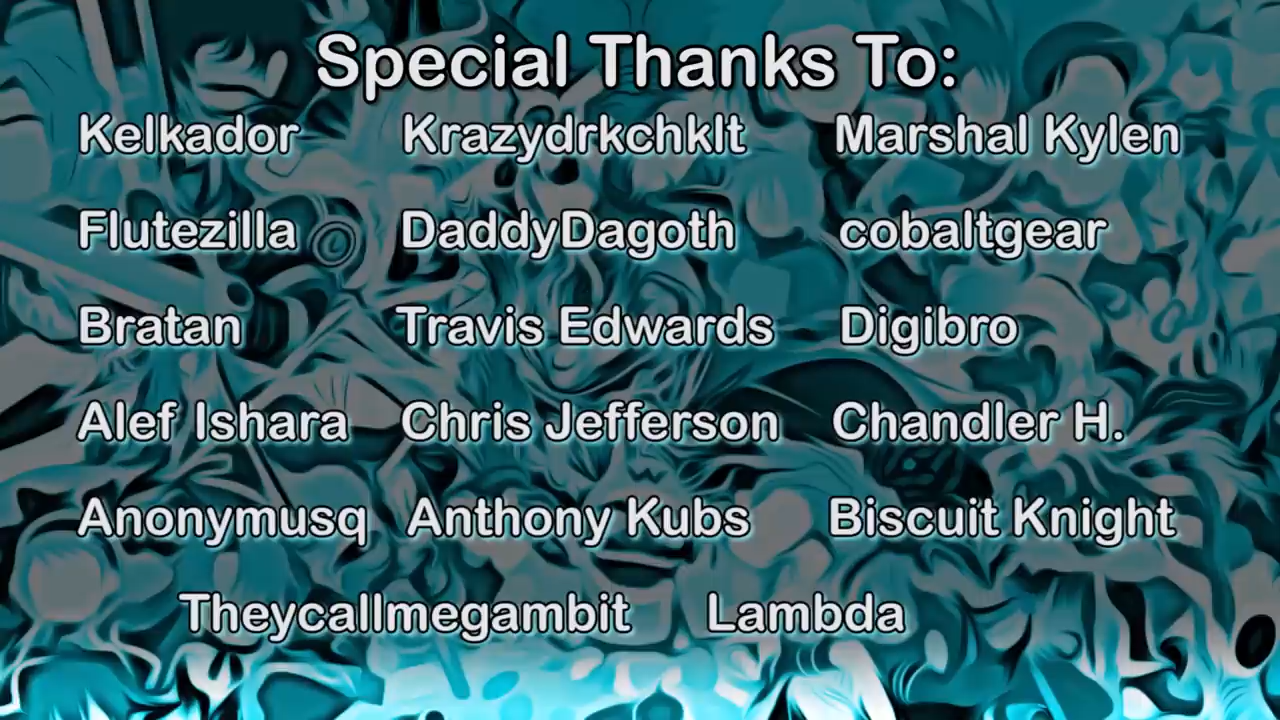 Special Thanks To:
Kelkador Krazydrkchklt Marshal Kylen
Flutezilla DaddyDagoth cobaltgear
Bratan Travis Edwards Digibro
Alef Ishara Chris Jefferson Chandler H.
Anonymusq Anthony Kubs Biscuit Knight
Theycallmegambit Lambda